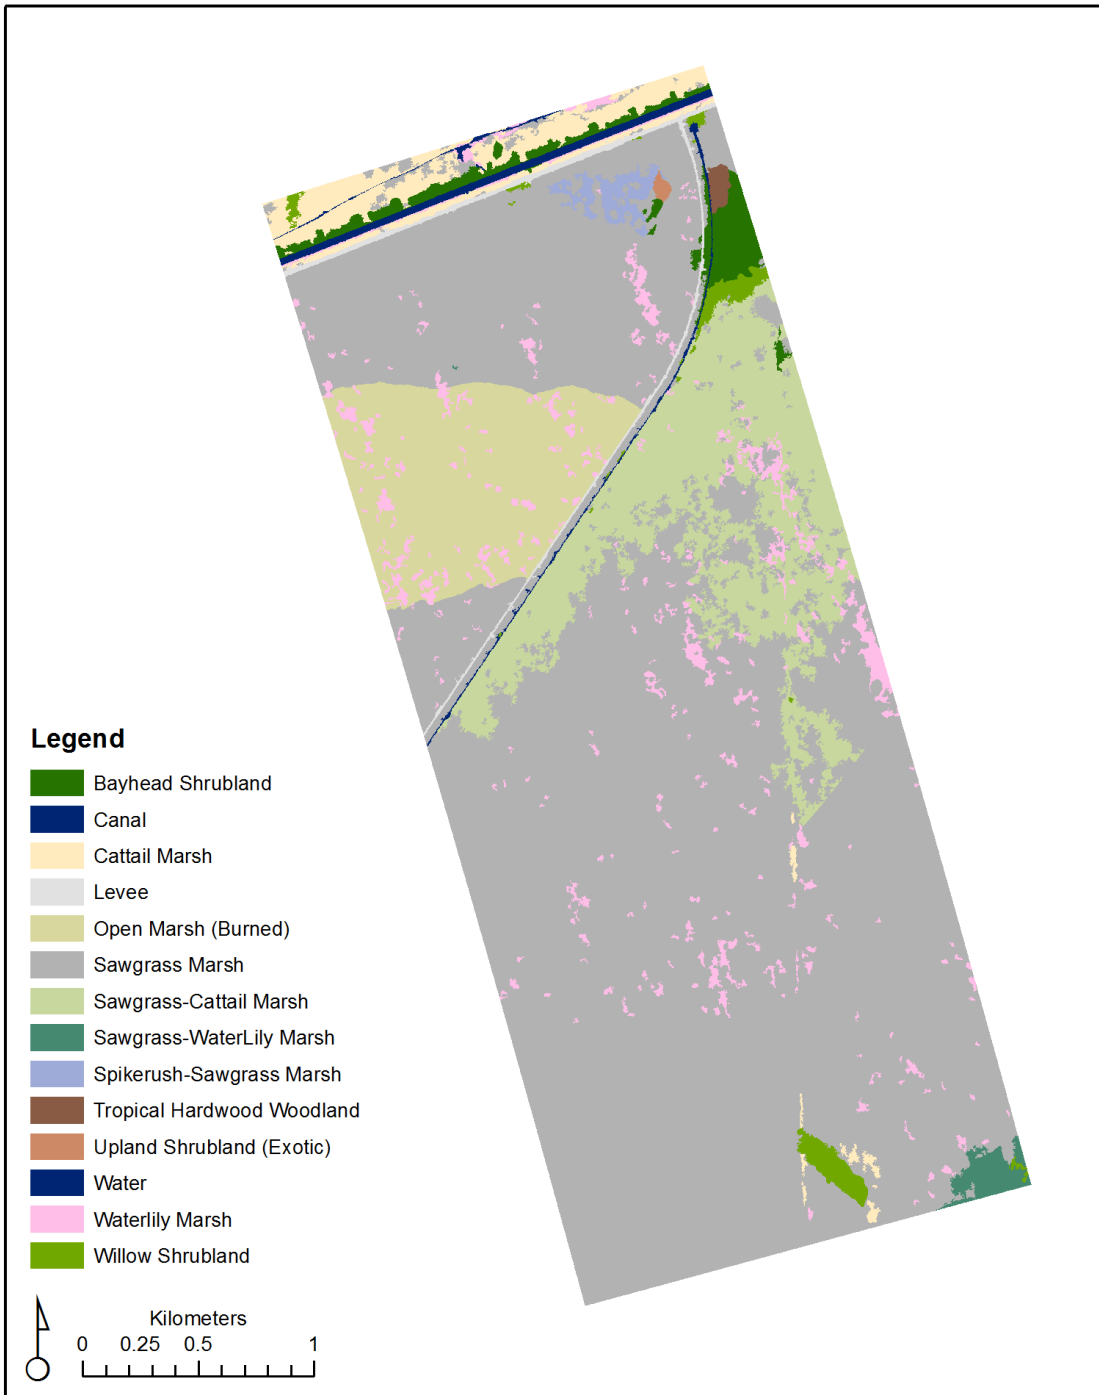 Legend
Bayhead Shrubland
Canal
Cattail Marsh
Levee
Open Marsh (Burned)
Sawgrass Marsh
Sawgrass-Cattail Marsh
Sawgrass-WaterLily Marsh
Spikerush-Sawgrass Marsh
Tropical Hardwood Woodland
Upland Shrubland (Exotic)
Water
Waterlily Marsh
Willow Shrubland
Kilometers
0 0.25 0.5 1